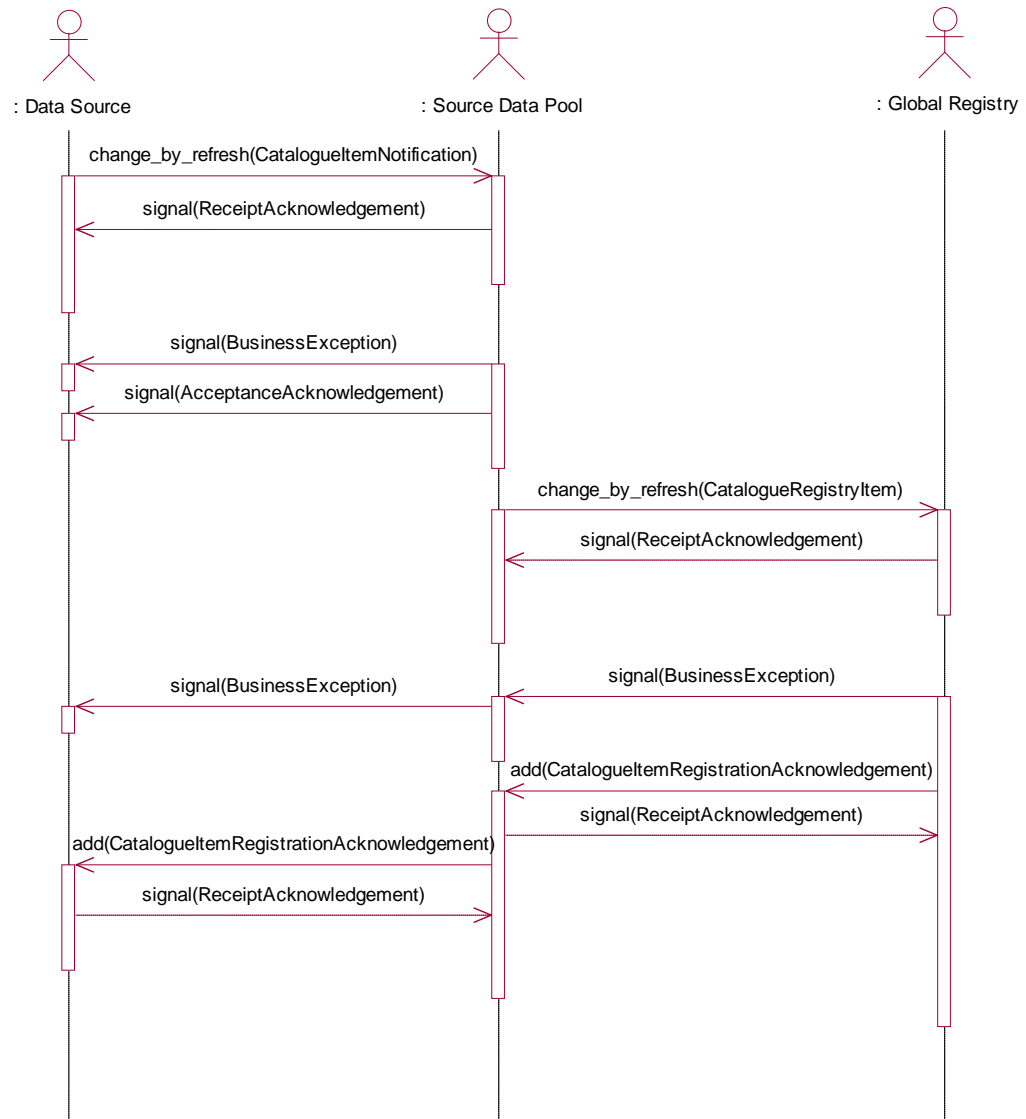 : Data Source
: Source Data Pool
: Global Registry
change_by_refresh(CatalogueItemNotification)
signal(ReceiptAcknowledgement)
signal(BusinessException)
signal(AcceptanceAcknowledgement)
change_by_refresh(CatalogueRegistryItem)
signal(ReceiptAcknowledgement)
signal(BusinessException)
signal(BusinessException)
add(CatalogueItemRegistrationAcknowledgement)
signal(ReceiptAcknowledgement)
add(CatalogueItemRegistrationAcknowledgement)
signal(ReceiptAcknowledgement)